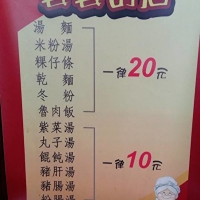 湯麵
米粉湯
粿仔條
乾麵
冬粉
魯肉飯
一律20元
紫菜湯
丸子湯
餛飩湯
豬肝湯
豬腸湯
一律10元